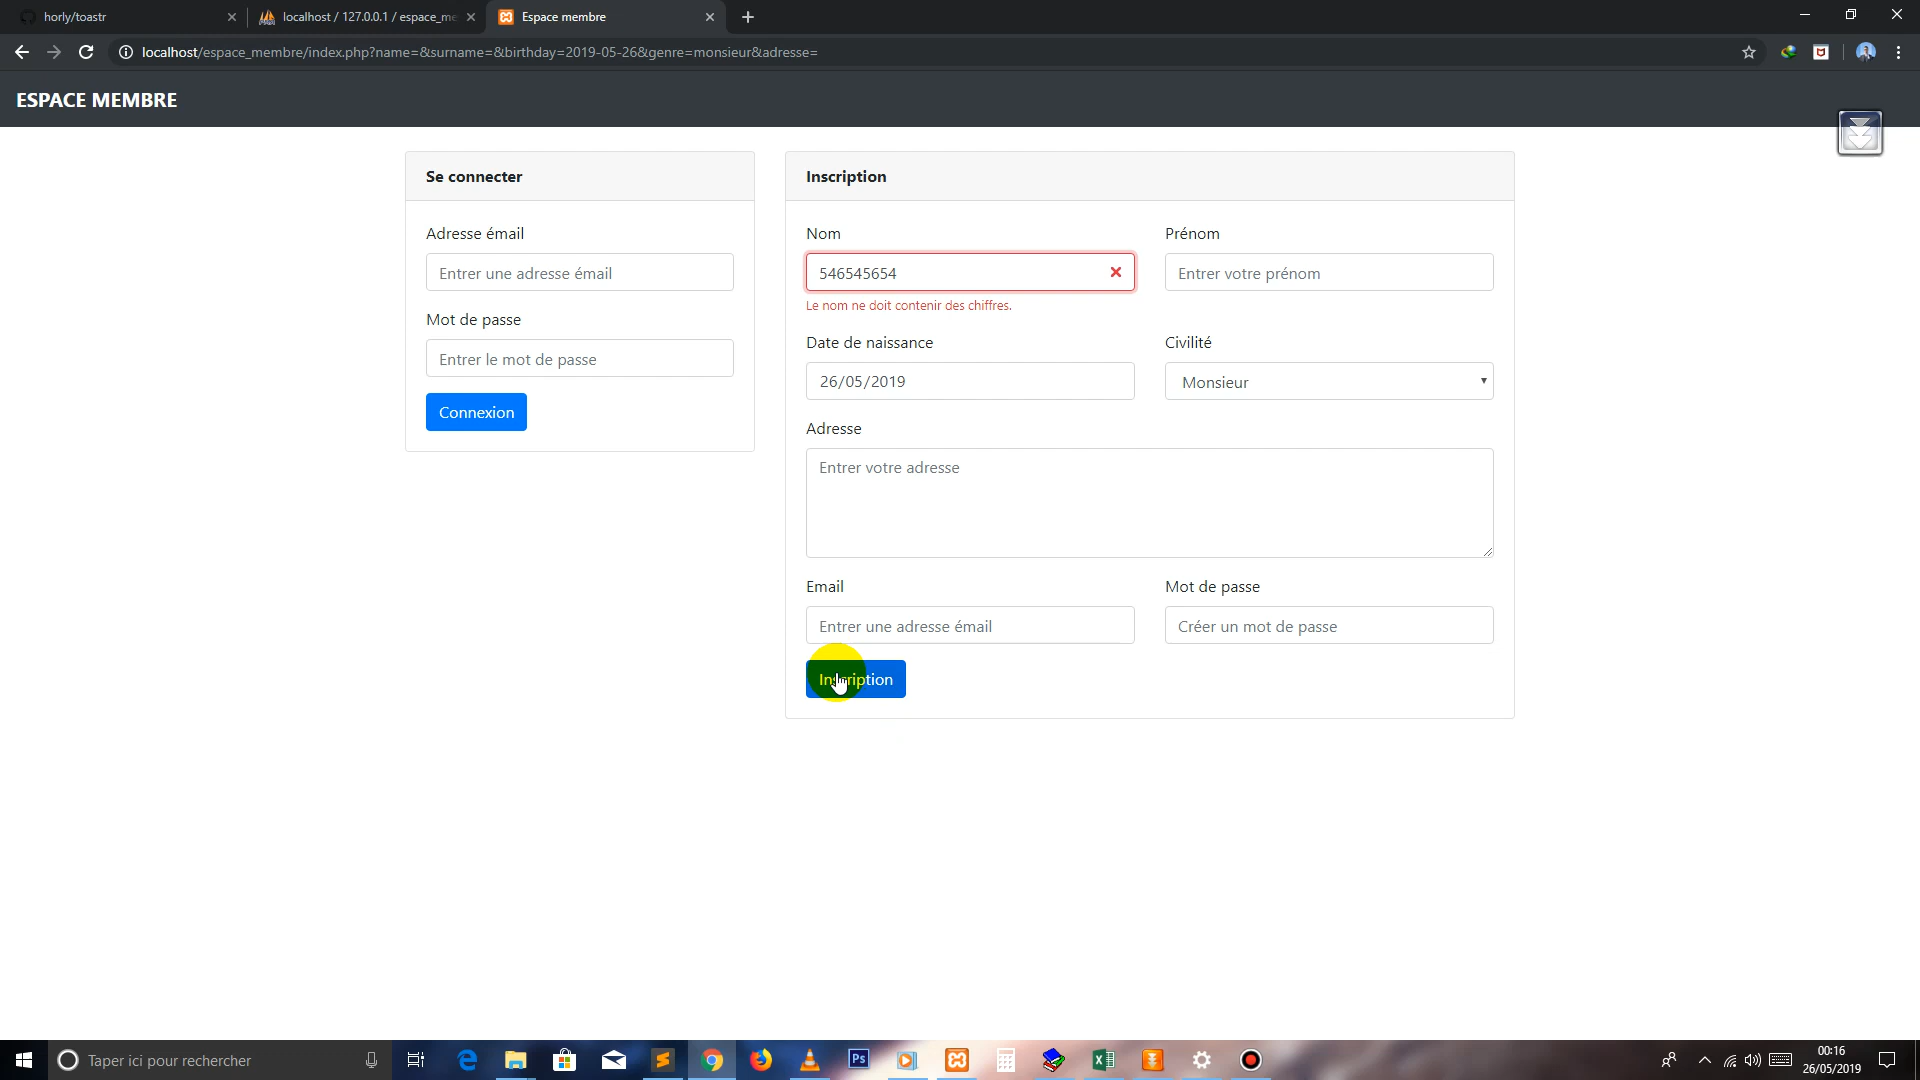 horly/toastr
localhost / 127.0.0.1 / espace_me
Espace membre
localhost/espace_membre/index.php?name=&surname=&birthday=2019-05-26&genre=monsieur&adresse=
ESPACE MEMBRE
Se connecter
Adresse émail
Entrer une adresse émail
Mot de passe
Entrer le mot de passe
Connexion
Inscription
Nom
Prénom
546545654
Entrer votre prénom
Le nom ne doit contenir des chiffres.
Date de naissance
Civilité
26/05/2019
Monsieur
Adresse
Entrer votre adresse
Email
Mot de passe
Entrer une adresse émail
Créer un mot de passe
Inscription
Taper ici pour rechercher
Ps
00:16
26/05/2019